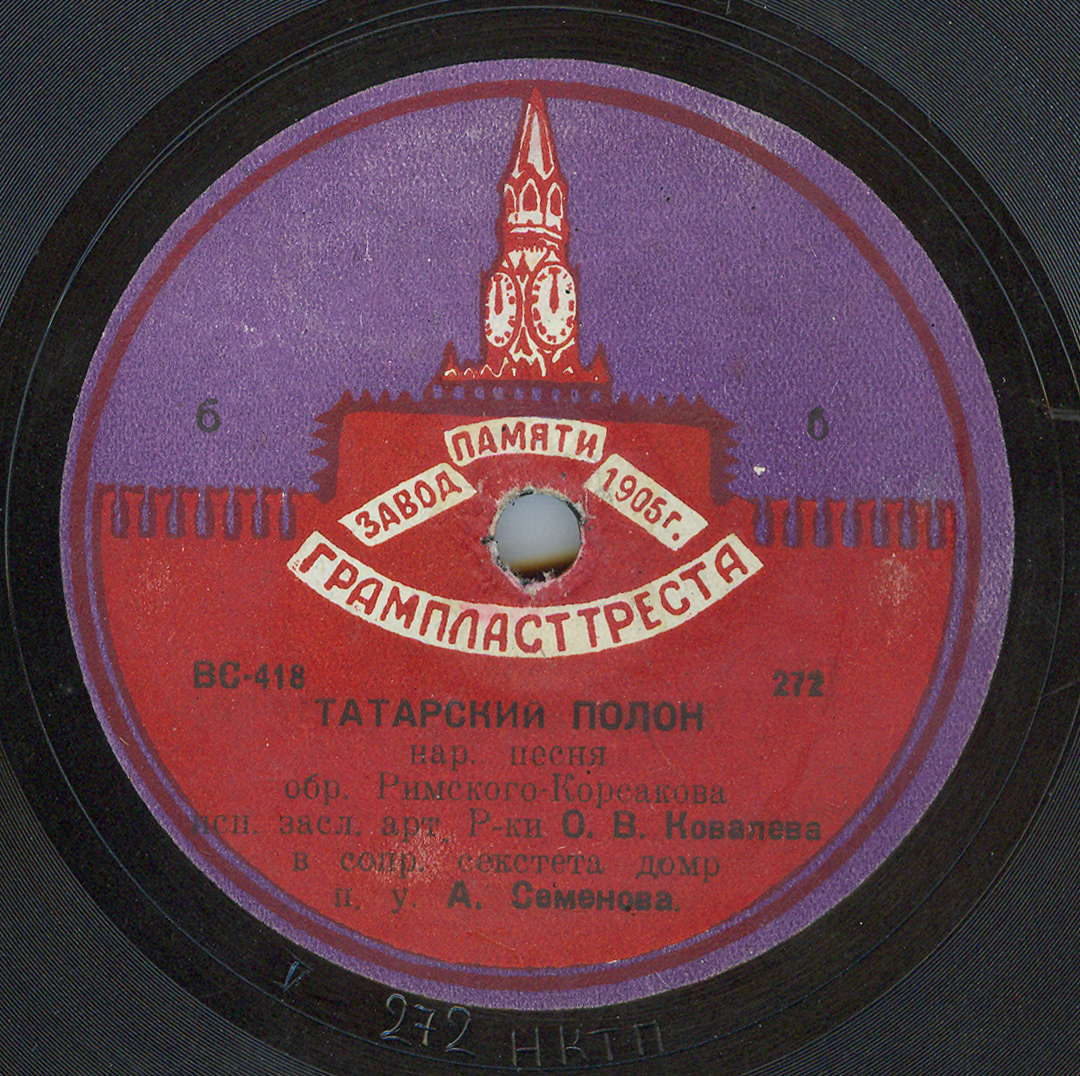 б б
ПАМЯТИ
ЗАВОД 1905г.
ГРАМПЛАСТТРЕСТА
ВС-418 272
ТАТАРСКИЙ ПОЛОН
нар. песня
обр. Римского-Корсакова
исп. засл. арт. Р-ки О. В. Ковалева
в сопр. секстета домр
п. у. А. Семенова.
V 272 НКТП